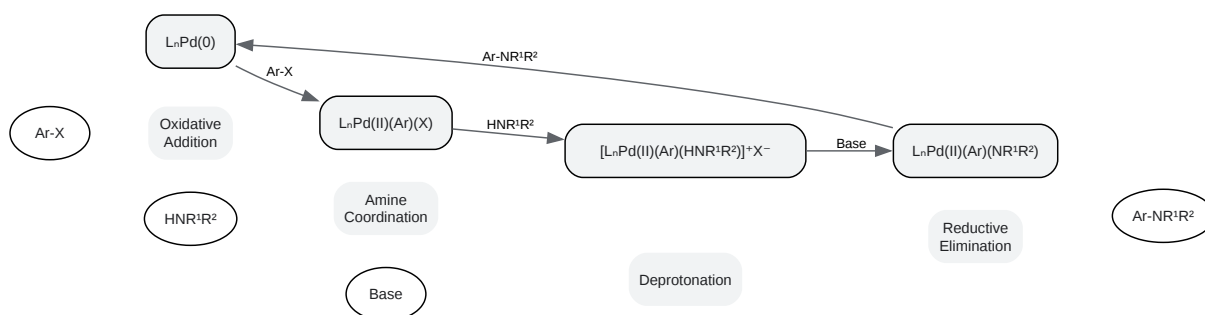 LₙPd(0)
Ar-NR¹R²
Ar-X
LₙPd(II)(Ar)(X)
HNR¹R²
[LₙPd(II)(Ar)(HNR¹R²)]⁺X⁻
Base
LₙPd(II)(Ar)(NR¹R²)
Ar-X
Oxidative
Addition
HNR¹R²
Amine
Coordination
Base
Deprotonation
Reductive
Elimination
Ar-NR¹R²